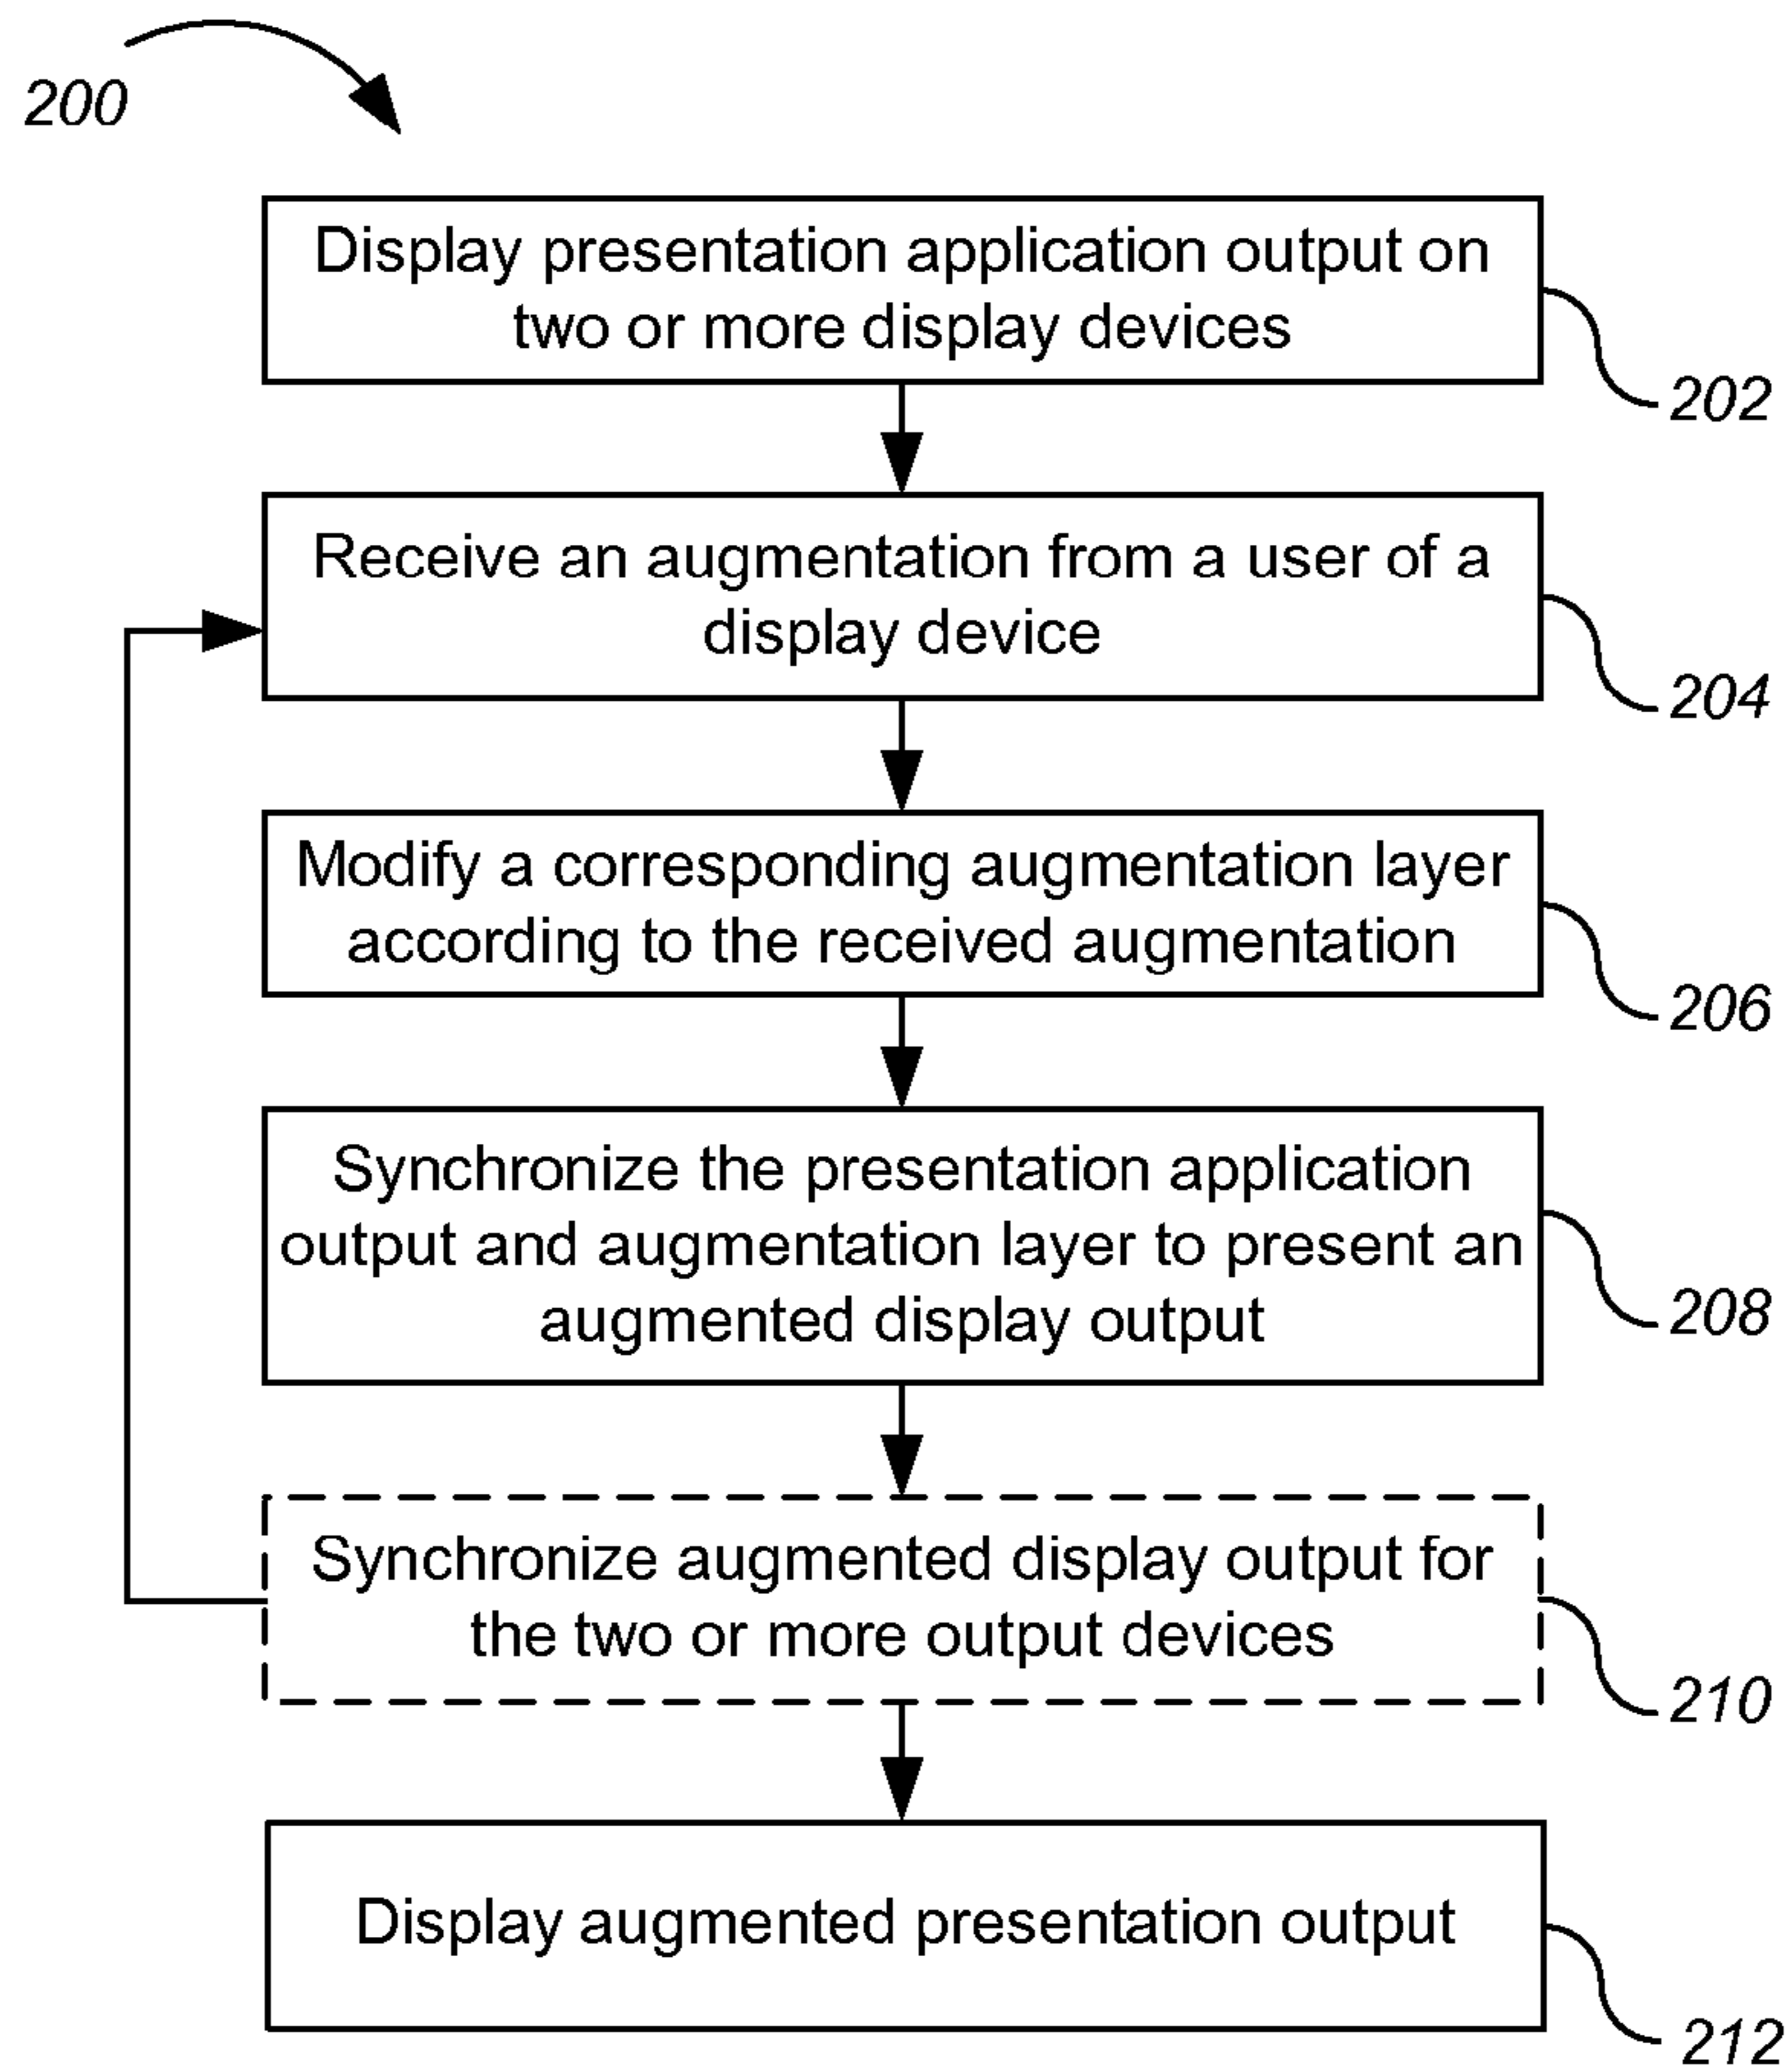 200
Display presentation application output on
two or more display devices
202
Receive an augmentation from a user of a
display device
204
Modify a corresponding augmentation layer
according to the received augmentation
206
Synchronize the presentation application
output and augmentation layer to present an
augmented display output
208
Synchronize augmented display output for
the two or more output devices
210
Display augmented presentation output
212